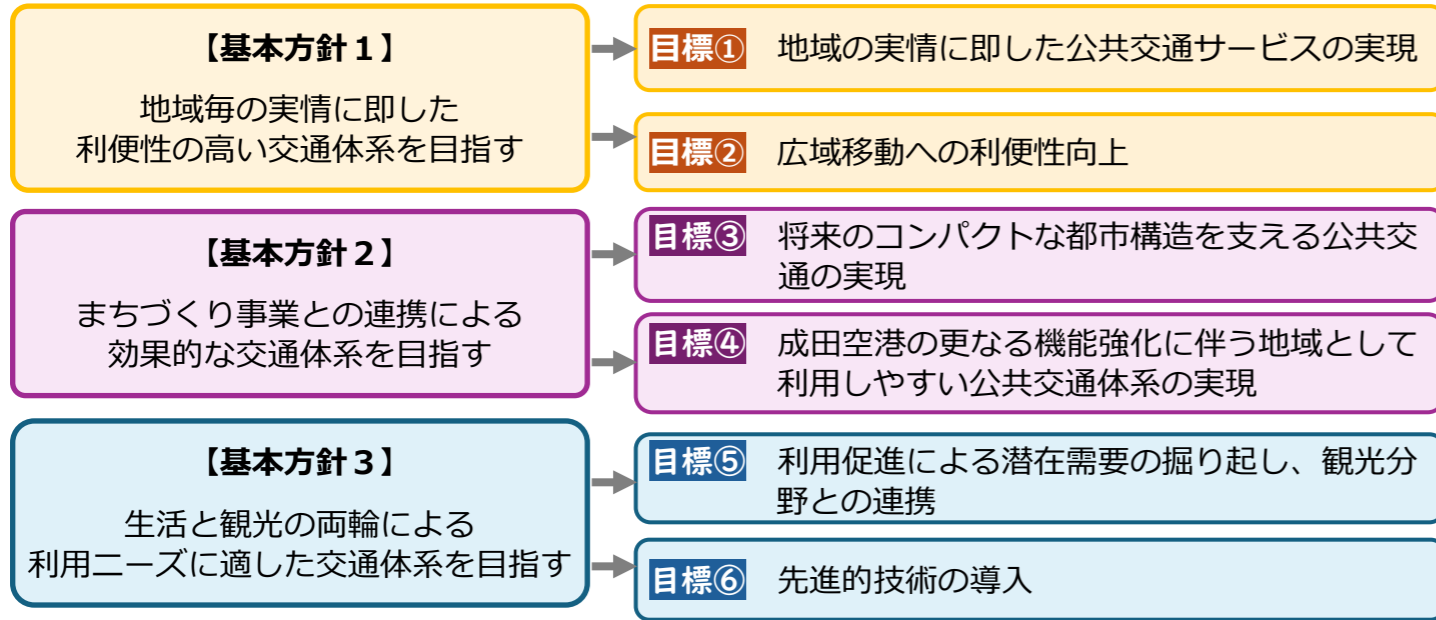 【基本方針１】
地域毎の実情に即した
利便性の高い交通体系を目指す
目標① 地域の実情に即した公共交通サービスの実現
目標② 広域移動への利便性向上
【基本方針２】
まちづくり事業との連携による
効果的な交通体系を目指す
目標③ 将来のコンパクトな都市構造を支える公共交
通の実現
目標④ 成田空港の更なる機能強化に伴う地域として
利用しやすい公共交通体系の実現
【基本方針３】
生活と観光の両輪による
利用ニーズに適した交通体系を目指す
目標⑤ 利用促進による潜在需要の掘り起し、観光分
野との連携
目標⑥ 先進的技術の導入